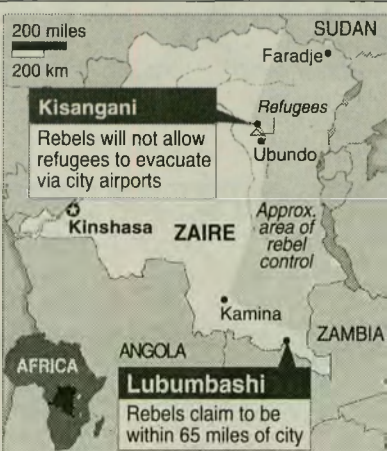 200 miles
200 km
SUDAN
Faradje
Kisangani
Rebels will not allow
refugees to evacuate
via city airports
Refugees
Ubundo
Kinshasa
ZAIRE
Approx.
area of
rebel
control
Kamina
ANGOLA
ZAMBIA
AFRICA
Lubumbashi
Rebels claim to be
within 65 miles of city